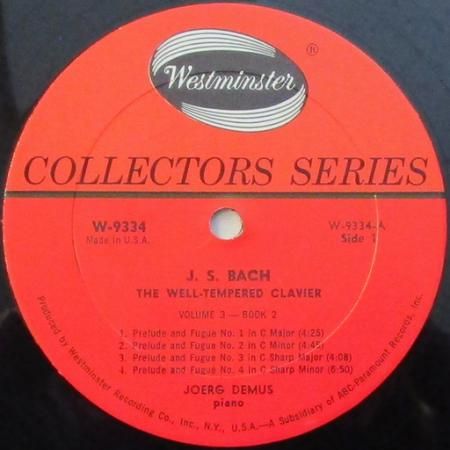 Westminster ®
COLLECTORS SERIES
W-9334
Made in U.S.A.
W-9334-A
Side 1
J. S. BACH
THE WELL-TEMPERED CLAVIER
VOLUME 3 — BOOK 2
1. Prelude and Fugue No. 1 in C Major (4:25)
2. Prelude and Fugue No. 2 in C Minor (4:45)
3. Prelude and Fugue No. 3 in C Sharp Major (4:08)
4. Prelude and Fugue No. 4 in C Sharp Minor (6:50)
JOERG DEMUS
piano
Produced by Westminster Recording Co., Inc., N.Y., U.S.A.—A Subsidiary of ABC-Paramount Records, Inc.